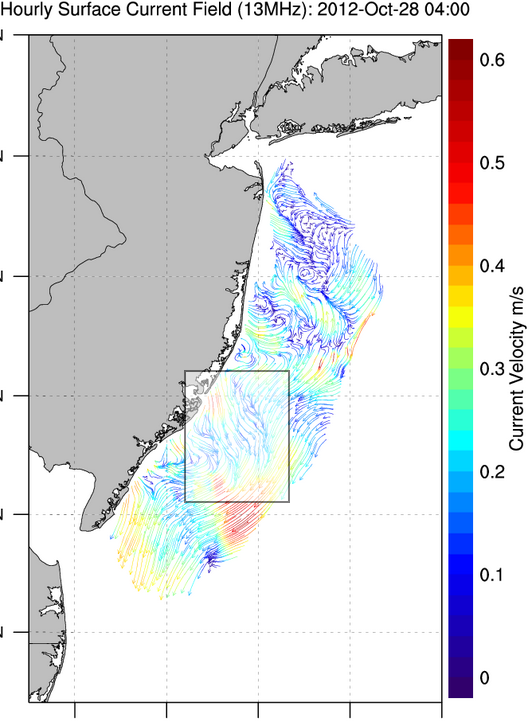 Hourly Surface Current Field (13MHz): 2012-Oct-28 04:00
N
N
N
N
N
N
0.6
0.5
0.4
0.3
0.2
0.1
0
Current Velocity m/s